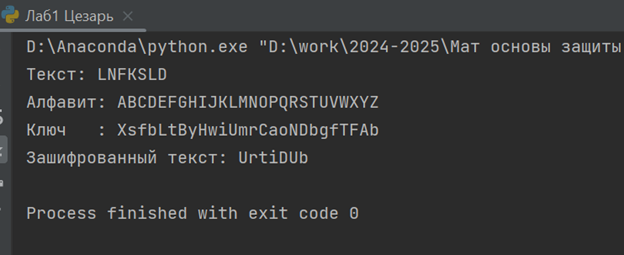 Лаб1 Цезарь
D:\Anaconda\python.exe "D:\work\2024-2025\Мат основы защиты
Текст: LNFKSLD
Алфавит: ABCDEFGHIJKLMNOPQRSTUVWXYZ
Ключ   : XsfbLtByHwiUmrCaoNDbgfTFAb
Зашифрованный текст: UrtiDUb
Process finished with exit code 0